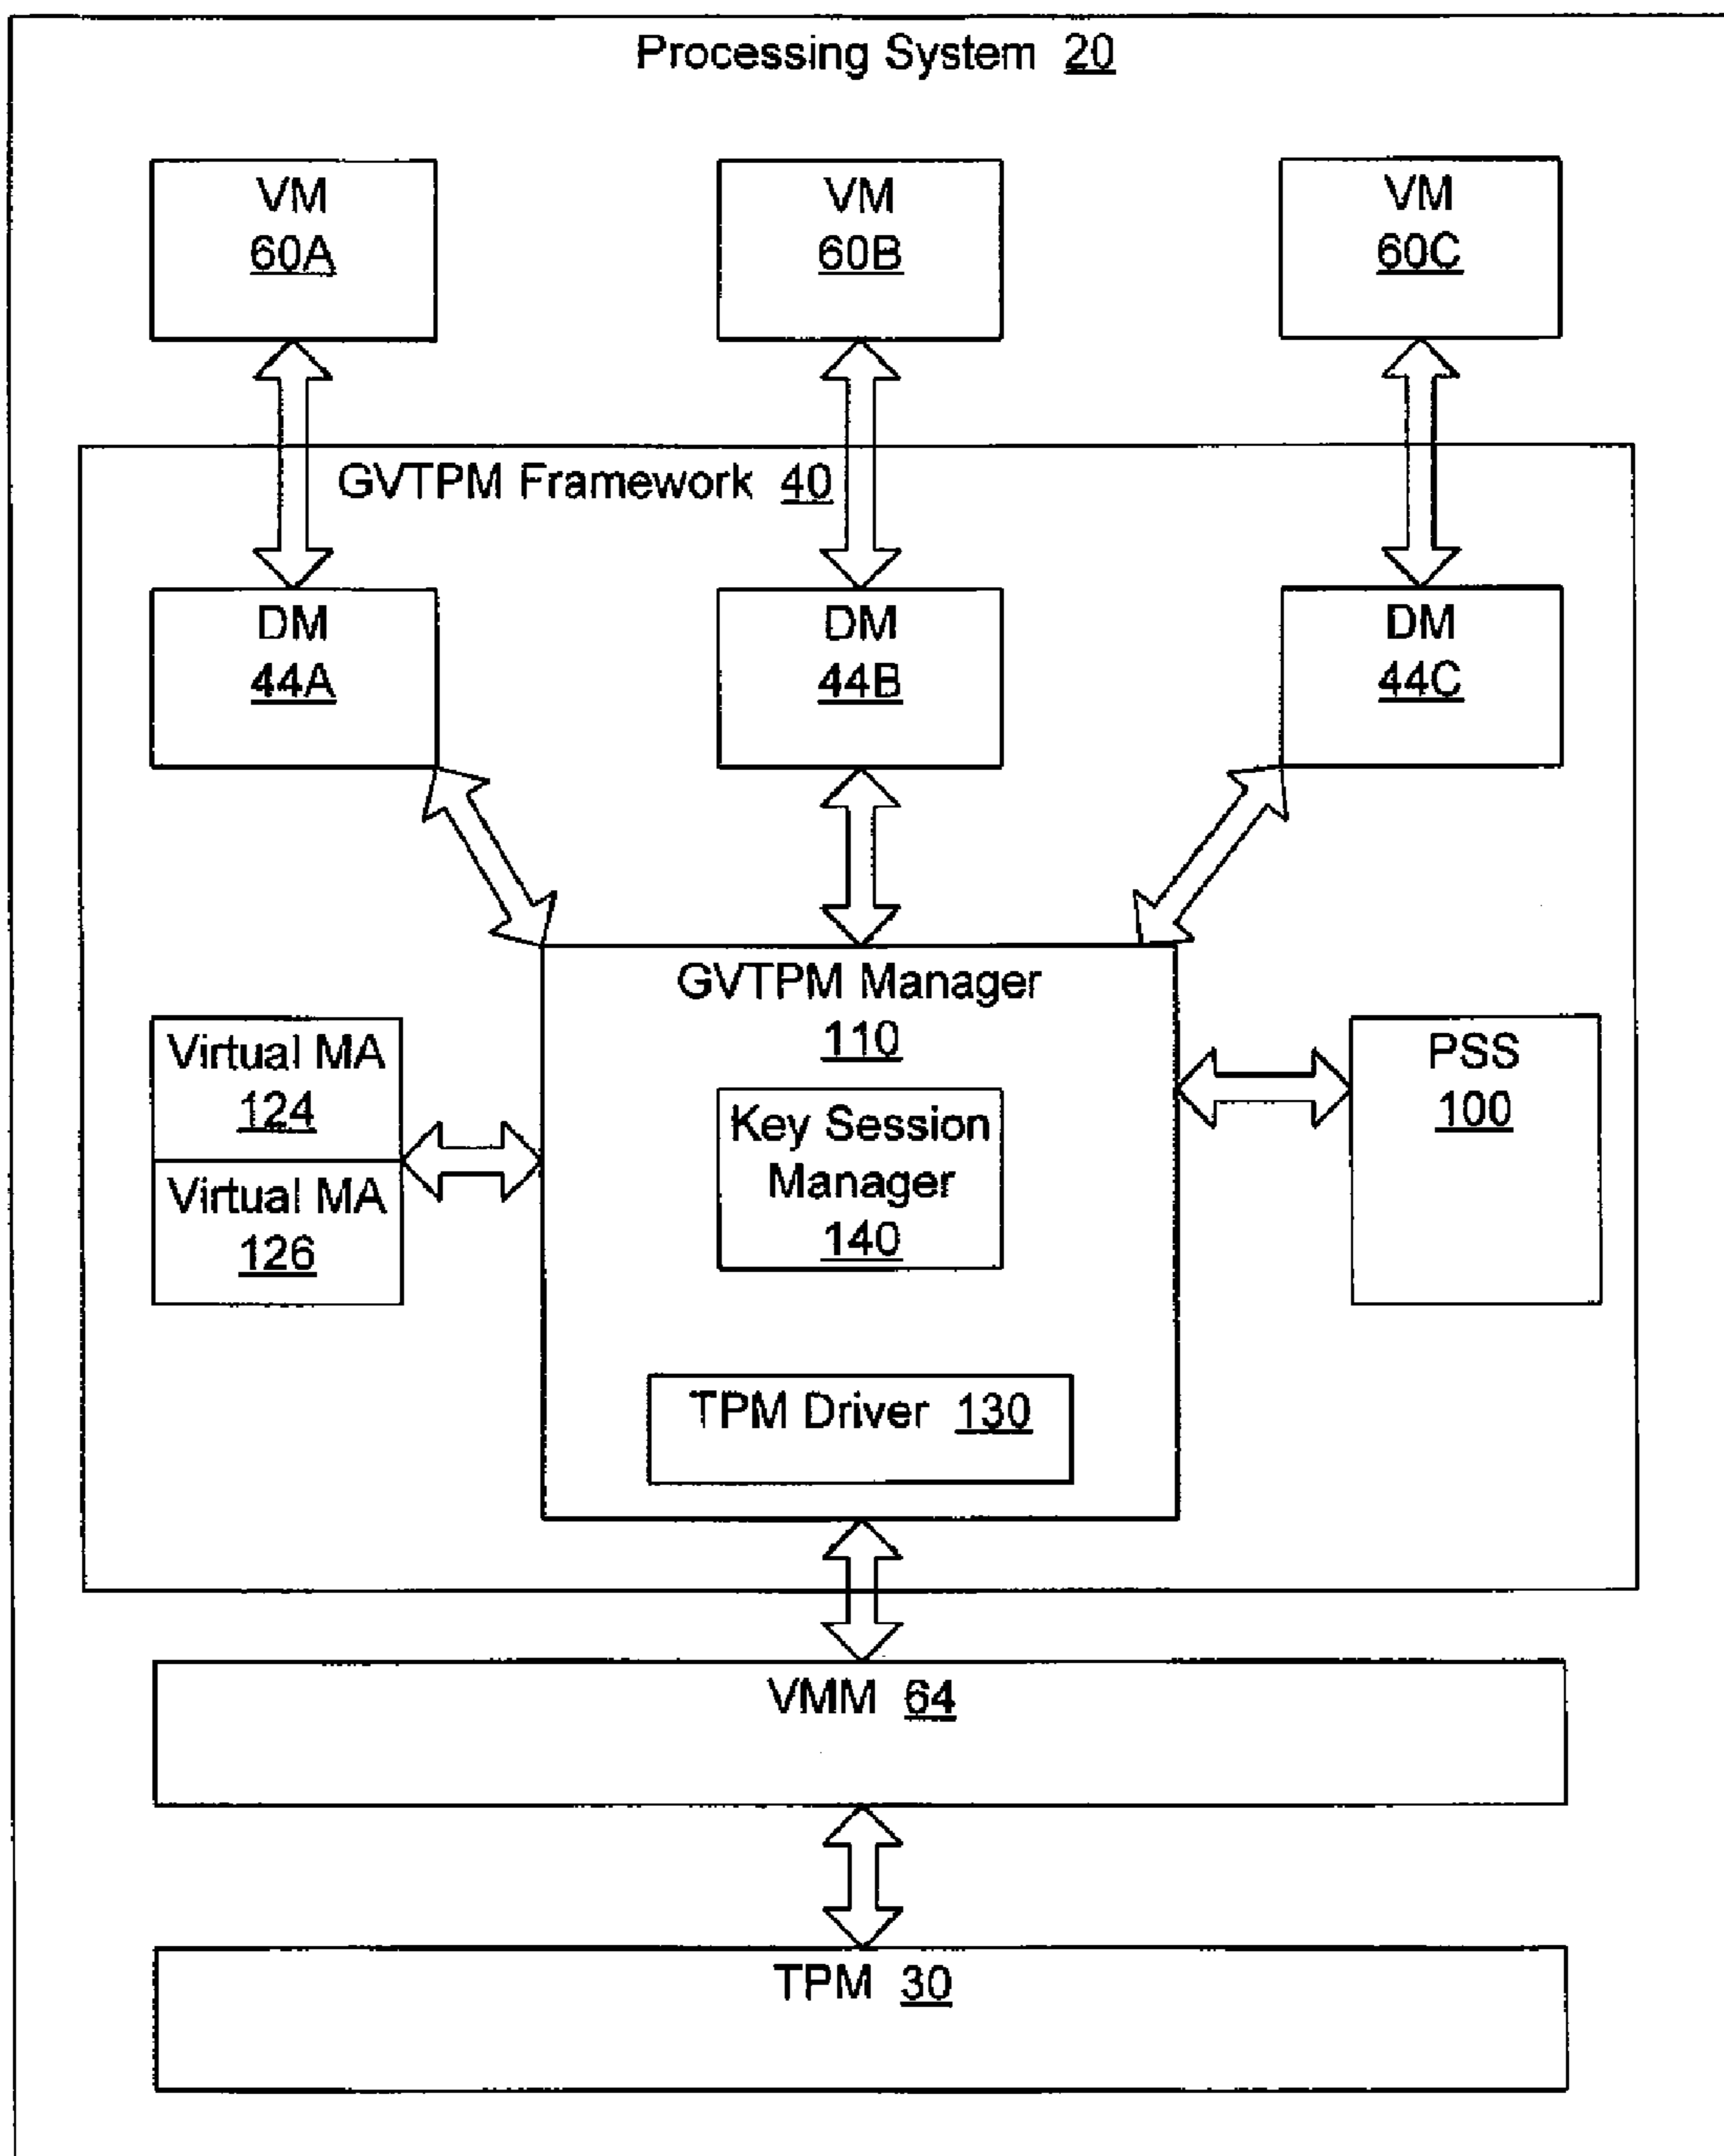 Processing System 20
VM
60A
VM
60B
VM
60C
GVTPM Framework 40
DM
44A
DM
44B
DM
44C
GVTPM Manager
110
Virtual MA
124
Virtual MA
126
Key Session
Manager
140
PSS
100
TPM Driver 130
VMM 64
TPM 30